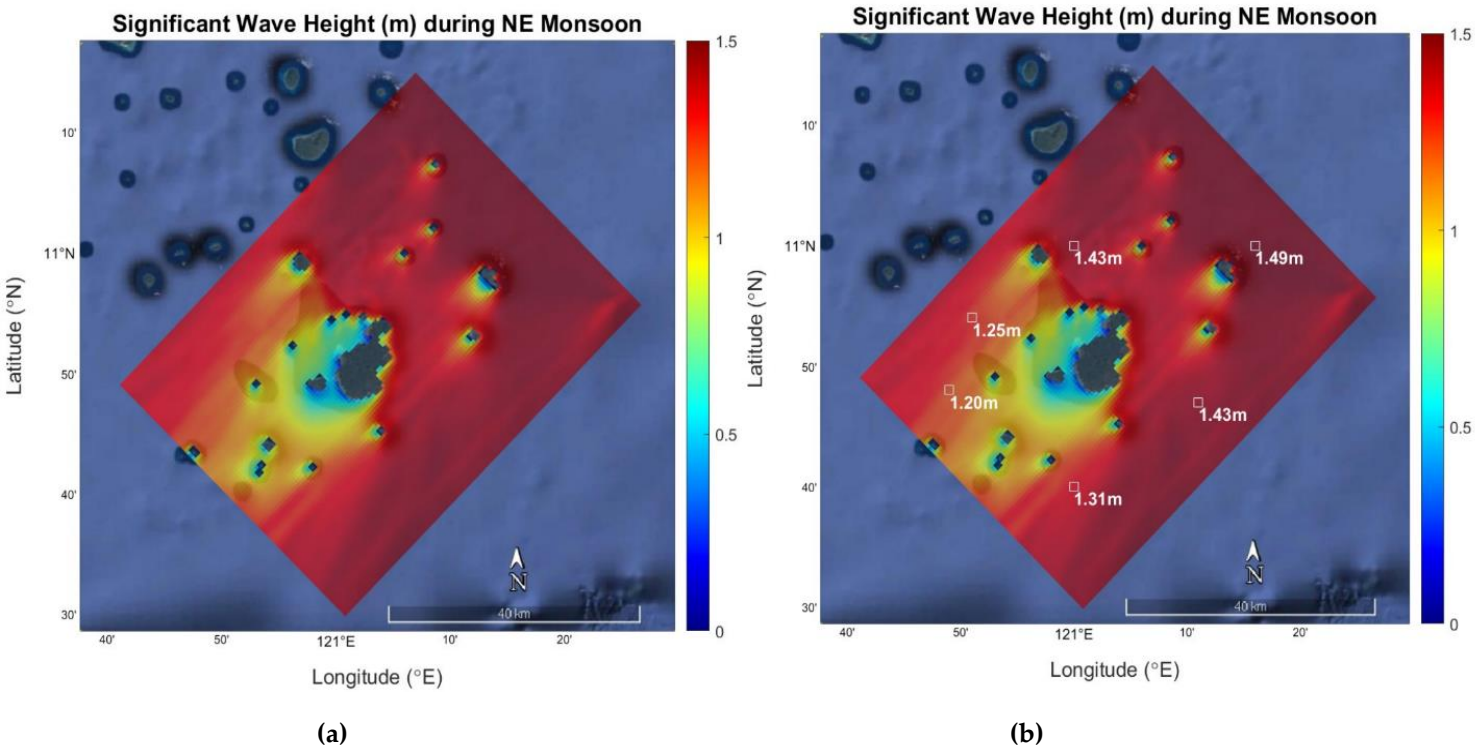 Significant Wave Height (m) during NE Monsoon
1.5
1
0.5
0
10'
11°N
50'
40'
30'
Latitude (°N)
40'
50'
121°E
10'
20'
Longitude (°E)
N
40 km
(a)
Significant Wave Height (m) during NE Monsoon
1.5
1
0.5
0
10'
11°N
50'
40'
30'
Latitude (°N)
1.43m
1.49m
1.25m
1.20m
1.43m
1.31m
N
40 km
40'
50'
121°E
10'
20'
Longitude (°E)
(b)